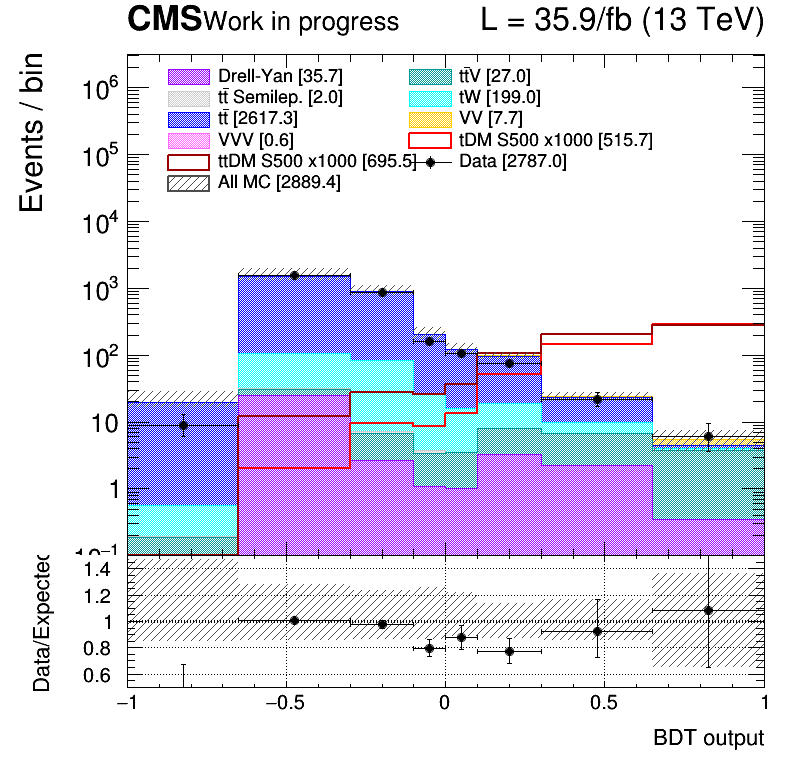 CMS Work in progress L = 35.9/fb (13 TeV)
Events / bin
Drell-Yan [35.7] tt̄V [27.0]
tt̄ Semilep. [2.0] tW [199.0]
tt̄ [2617.3] VV [7.7]
VVV [0.6] tDM S500 x1000 [515.7]
ttDM S500 x1000 [695.5] Data [2787.0]
All MC [2889.4]
10⁶
10⁵
10⁴
10³
10²
10
1
10⁻¹
Data/Expected
1.4
1.2
1
0.8
0.6
−1 −0.5 0 0.5 1
BDT output